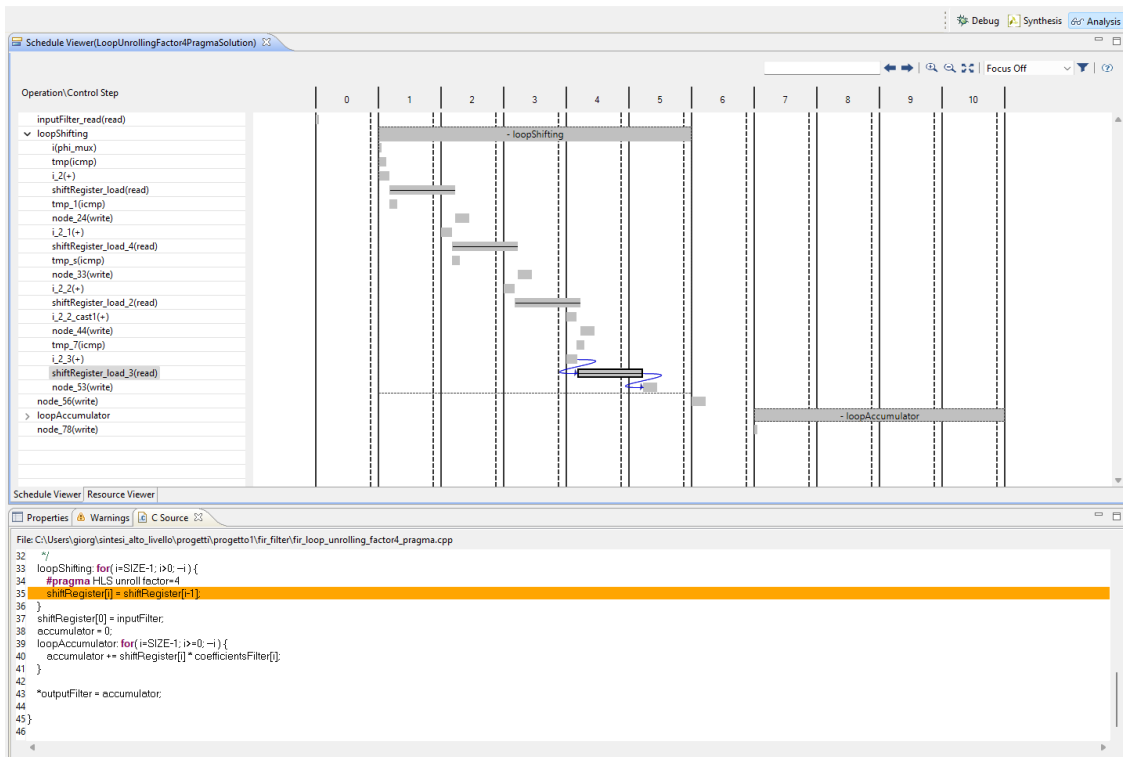 Debug Synthesis Analysis
Schedule Viewer(LoopUnrollingFactor4PragmaSolution)
Focus Off
Operation\Control Step 0 1 2 3 4 5 6 7 8 9 10
inputFilter_read(read)
loopShifting - loopShifting
i(phi_mux)
tmp(icmp)
i_2(+)
shiftRegister_load(read)
tmp_1(icmp)
node_24(write)
i_2_1(+)
shiftRegister_load_4(read)
tmp_s(icmp)
node_33(write)
i_2_2(+)
shiftRegister_load_2(read)
i_2_2_cast1(+)
node_44(write)
tmp_7(icmp)
i_2_3(+)
shiftRegister_load_3(read)
node_53(write)
node_56(write)
loopAccumulator - loopAccumulator
node_78(write)
Schedule Viewer Resource Viewer
Properties Warnings C Source
File: C:\Users\giorg\sintesi_alto_livello\progetti\progetto1\fir_filter\fir_loop_unrolling_factor4_pragma.cpp
32 */
33 loopShifting: for( i=SIZE-1; i>0; --i ) {
34 #pragma HLS unroll factor=4
35 shiftRegister[i] = shiftRegister[i-1];
36 }
37 shiftRegister[0] = inputFilter;
38 accumulator = 0;
39 loopAccumulator: for( i=SIZE-1; i>=0; --i ) {
40 accumulator += shiftRegister[i] * coefficientsFilter[i];
41 }
42
43 *outputFilter = accumulator;
44
45 }
46